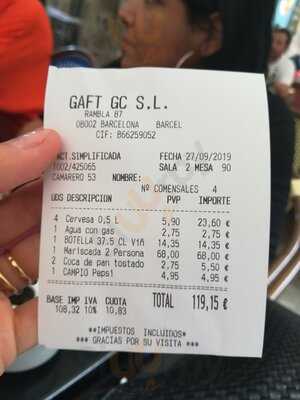 GAFT GC S.L.
RAMBLA 87
08002 BARCELONA BARCEL
CIF: B66259052
ACT.SIMPLIFICADA FECHA 27/09/2019
T002/425065 SALA 2 MESA 90
CAMARERO 53 NOMBRE:
Nº COMENSALES 4
UDS DESCRIPCION PVP IMPORTE
4 Cervesa 0,5 L 5,90 23,60 €
1 Agua con gas 2,75 2,75 €
1 BOTELLA 37.5 CL Viñ 14,35 14,35 €
1 Mariscada 2 Persona 68,00 68,00 €
2 Coca de pan tostado 2,75 5,50 €
1 CAMPIO Pepsi 4,95 4,95 €
BASE IMP IVA CUOTA TOTAL 119,15 €
108,32 10% 10,83
**IMPUESTOS INCLUIDOS*
*** GRACIAS POR SU VISITA ***